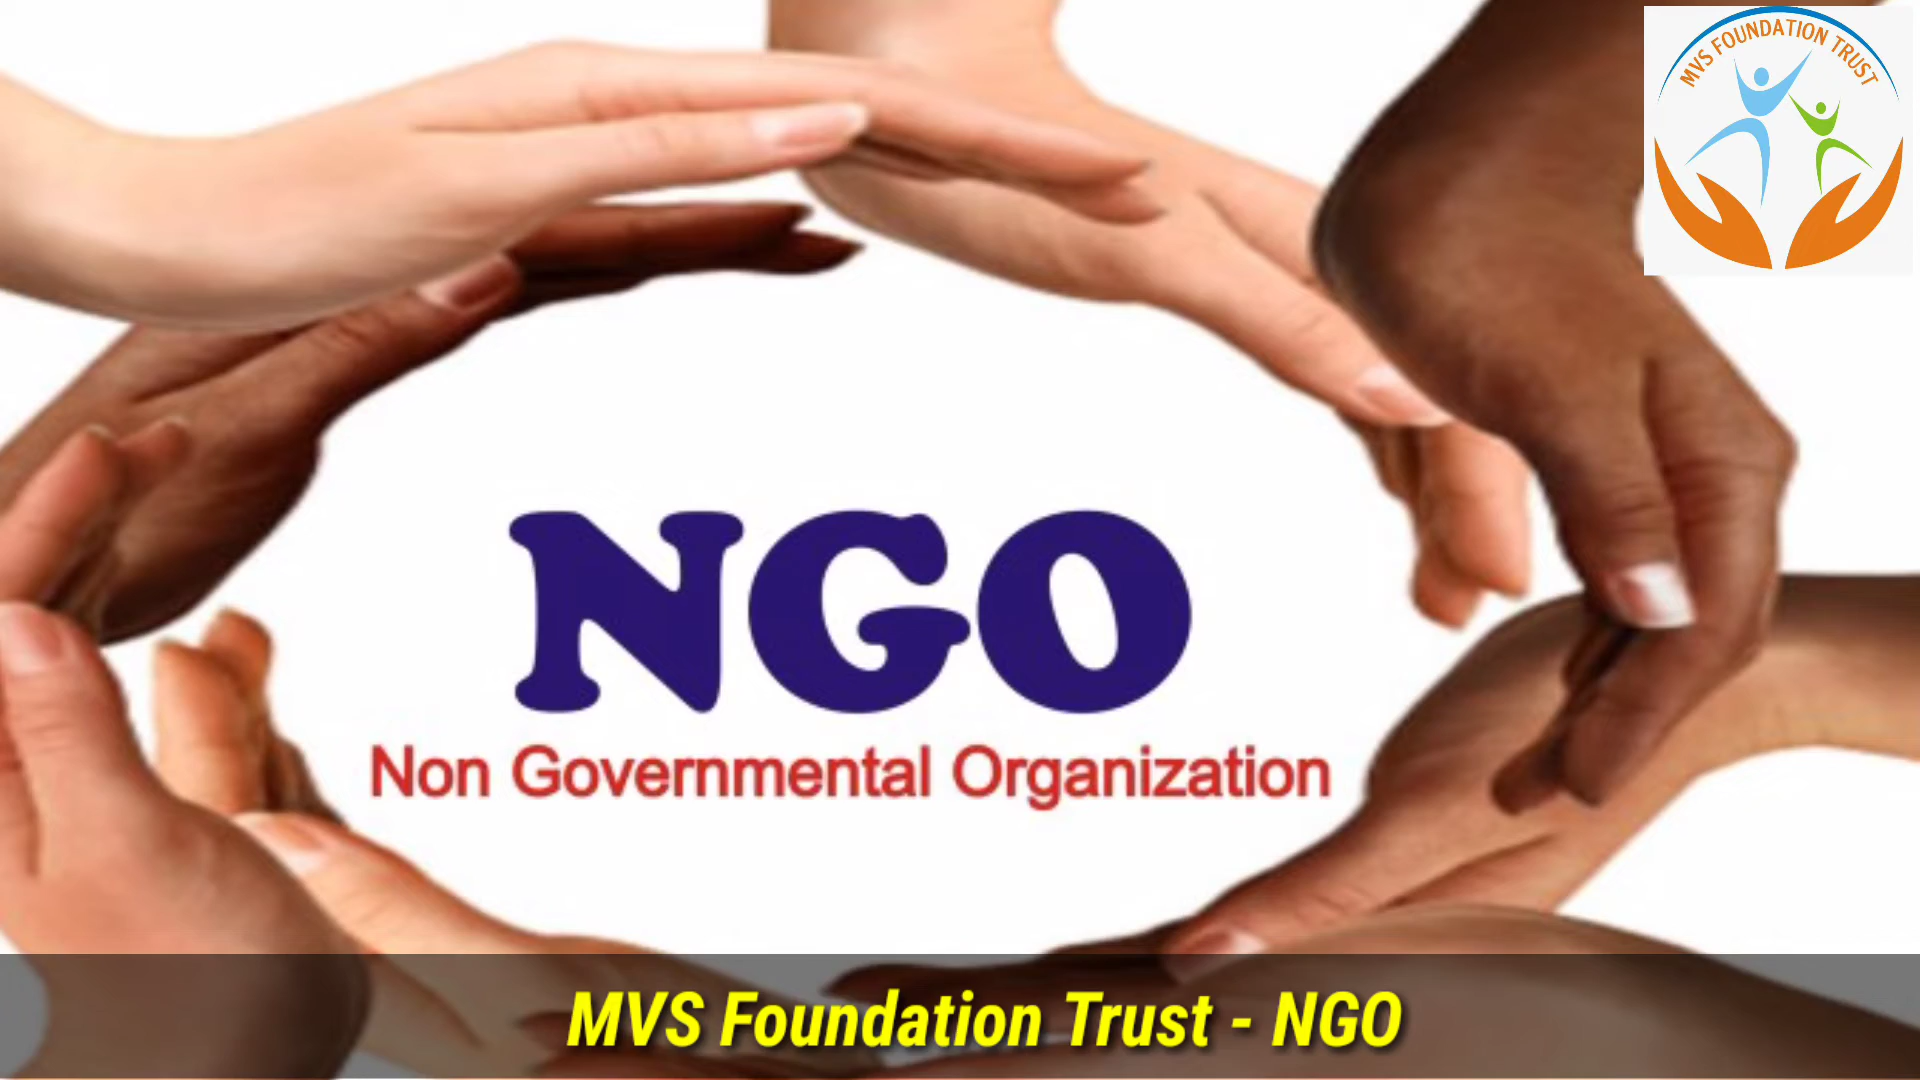 MVS FOUNDATION TRUST
NGO
Non Governmental Organization
MVS Foundation Trust - NGO